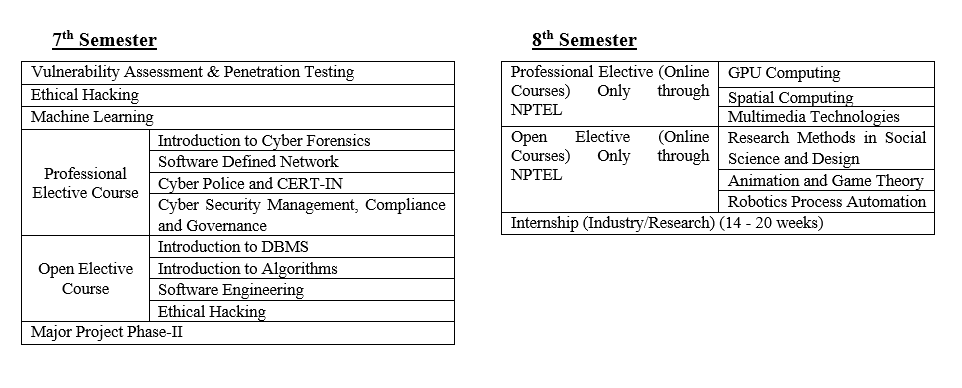 7th Semester
Vulnerability Assessment & Penetration Testing
Ethical Hacking
Machine Learning
Professional
Elective Course
Introduction to Cyber Forensics
Software Defined Network
Cyber Police and CERT-IN
Cyber Security Management, Compliance
and Governance
Open Elective
Course
Introduction to DBMS
Introduction to Algorithms
Software Engineering
Ethical Hacking
Major Project Phase-II
8th Semester
Professional Elective (Online
Courses) Only through
NPTEL
GPU Computing
Spatial Computing
Multimedia Technologies
Open Elective (Online
Courses) Only through
NPTEL
Research Methods in Social
Science and Design
Animation and Game Theory
Robotics Process Automation
Internship (Industry/Research) (14 - 20 weeks)